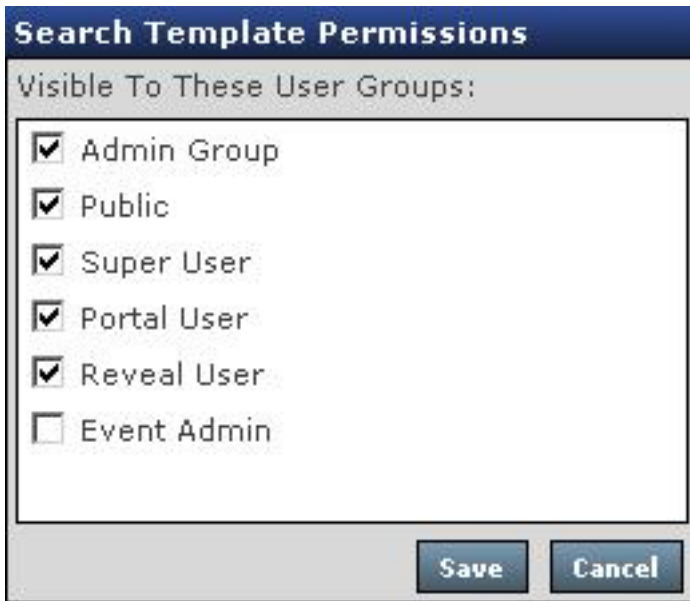 Search Template Permissions
Visible To These User Groups:
Admin Group
Public
Super User
Portal User
Reveal User
Event Admin
Save Cancel